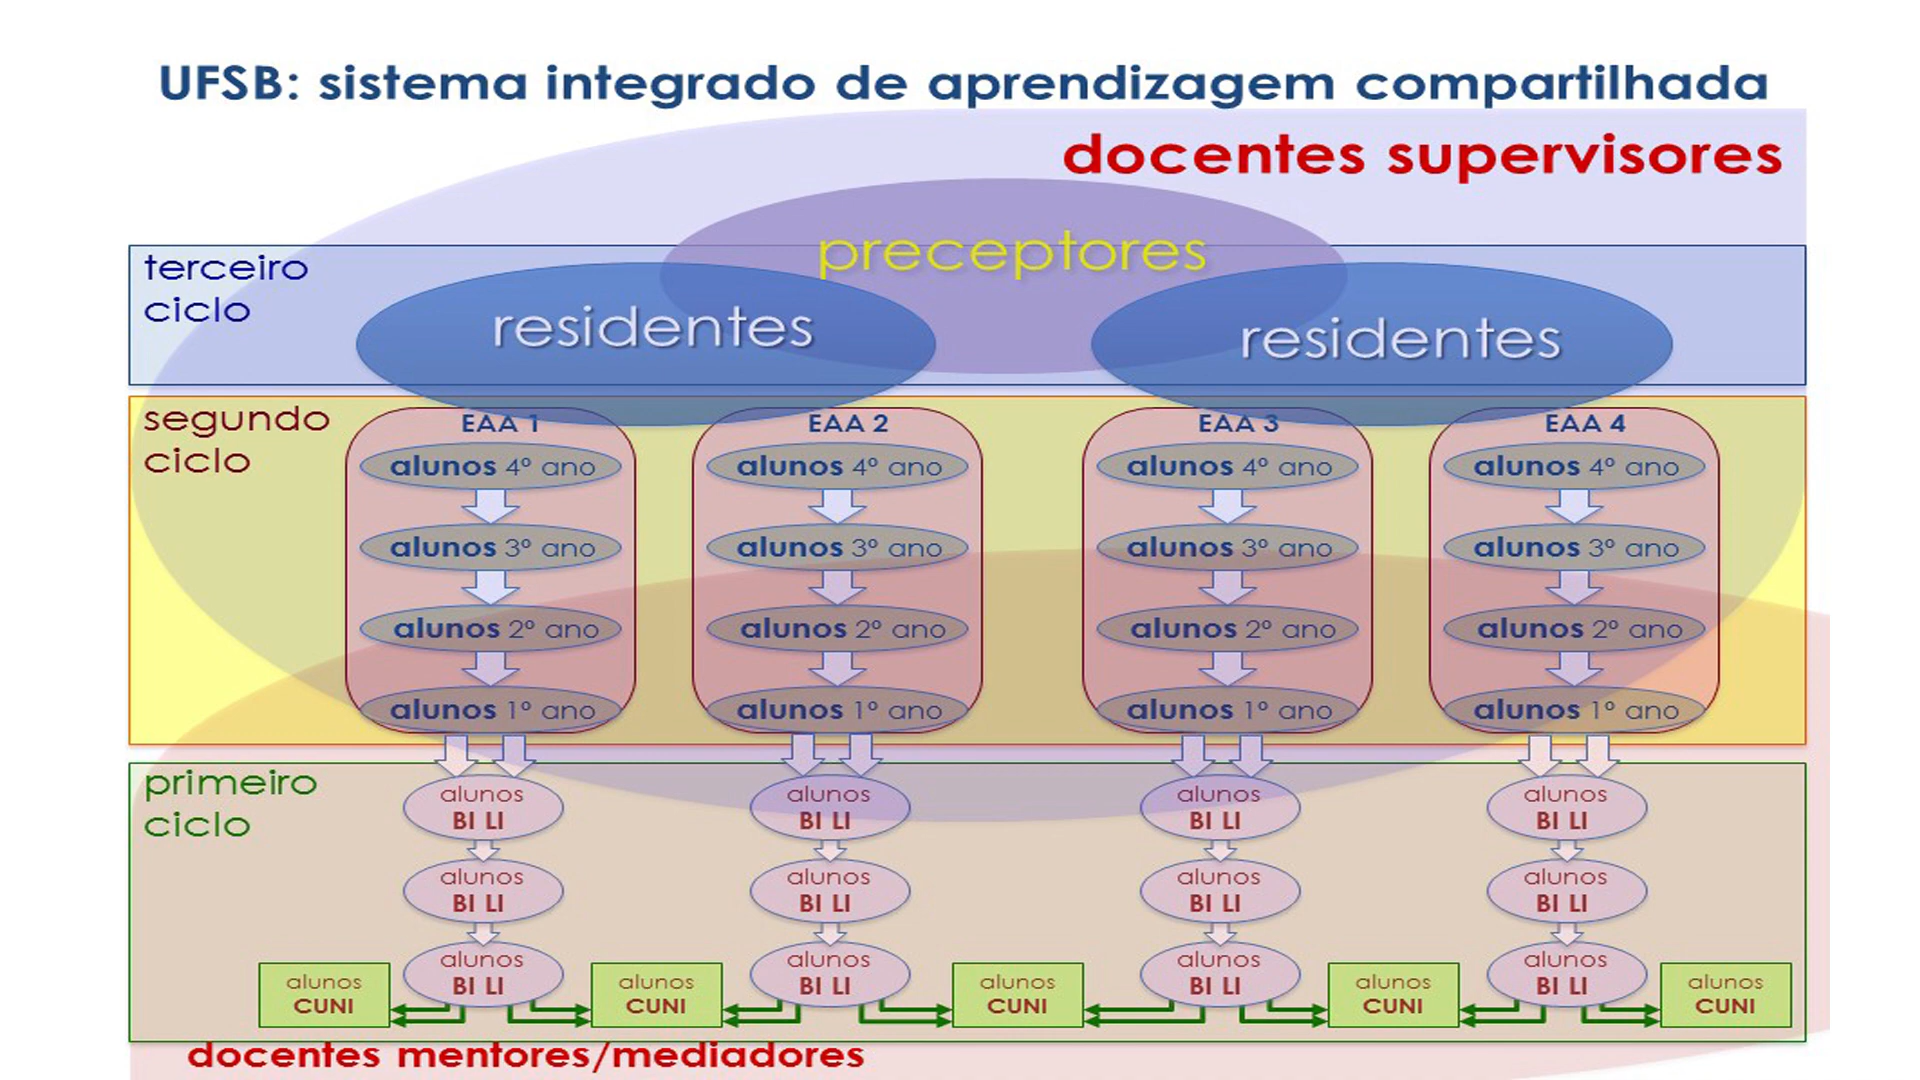 UFSB: sistema integrado de aprendizagem compartilhada
docentes supervisores
preceptores
terceiro
ciclo
residentes
residentes
segundo
ciclo
EAA 1
EAA 2
EAA 3
EAA 4
alunos 4º ano
alunos 4º ano
alunos 4º ano
alunos 4º ano
alunos 3º ano
alunos 3º ano
alunos 3º ano
alunos 3º ano
alunos 2º ano
alunos 2º ano
alunos 2º ano
alunos 2º ano
alunos 1º ano
alunos 1º ano
alunos 1º ano
alunos 1º ano
primeiro
ciclo
alunos
BI LI
alunos
BI LI
alunos
BI LI
alunos
BI LI
alunos
BI LI
alunos
BI LI
alunos
BI LI
alunos
BI LI
alunos
CUNI
alunos
BI LI
alunos
CUNI
alunos
BI LI
alunos
CUNI
alunos
BI LI
alunos
CUNI
alunos
BI LI
alunos
CUNI
docentes mentores/mediadores